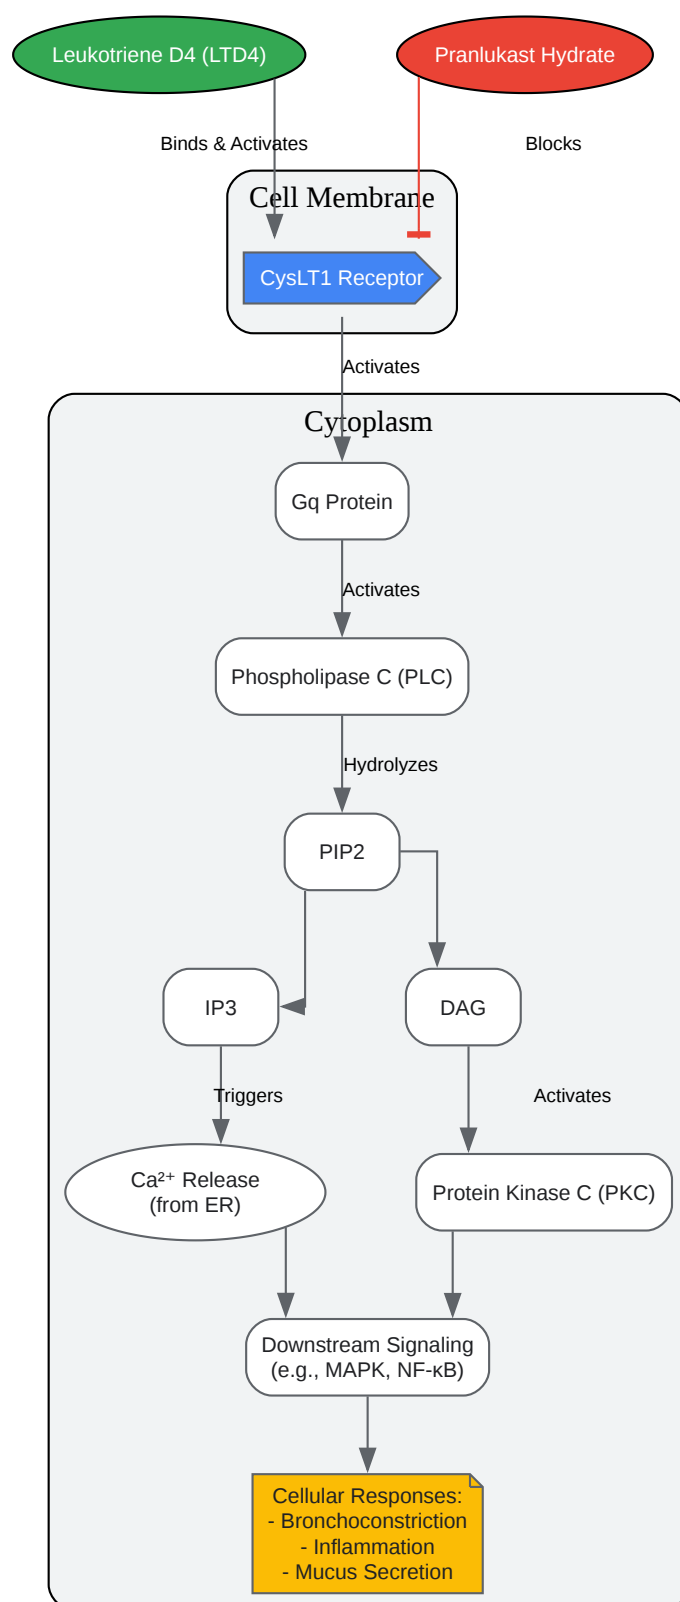 Leukotriene D4 (LTD4)
Pranlukast Hydrate
Binds & Activates
Blocks
Cell Membrane
CysLT1 Receptor
Activates
Cytoplasm
Gq Protein
Activates
Phospholipase C (PLC)
Hydrolyzes
PIP2
IP3
DAG
Triggers
Activates
Ca²⁺ Release
(from ER)
Protein Kinase C (PKC)
Downstream Signaling
(e.g., MAPK, NF-κB)
Cellular Responses:
- Bronchoconstriction
- Inflammation
- Mucus Secretion